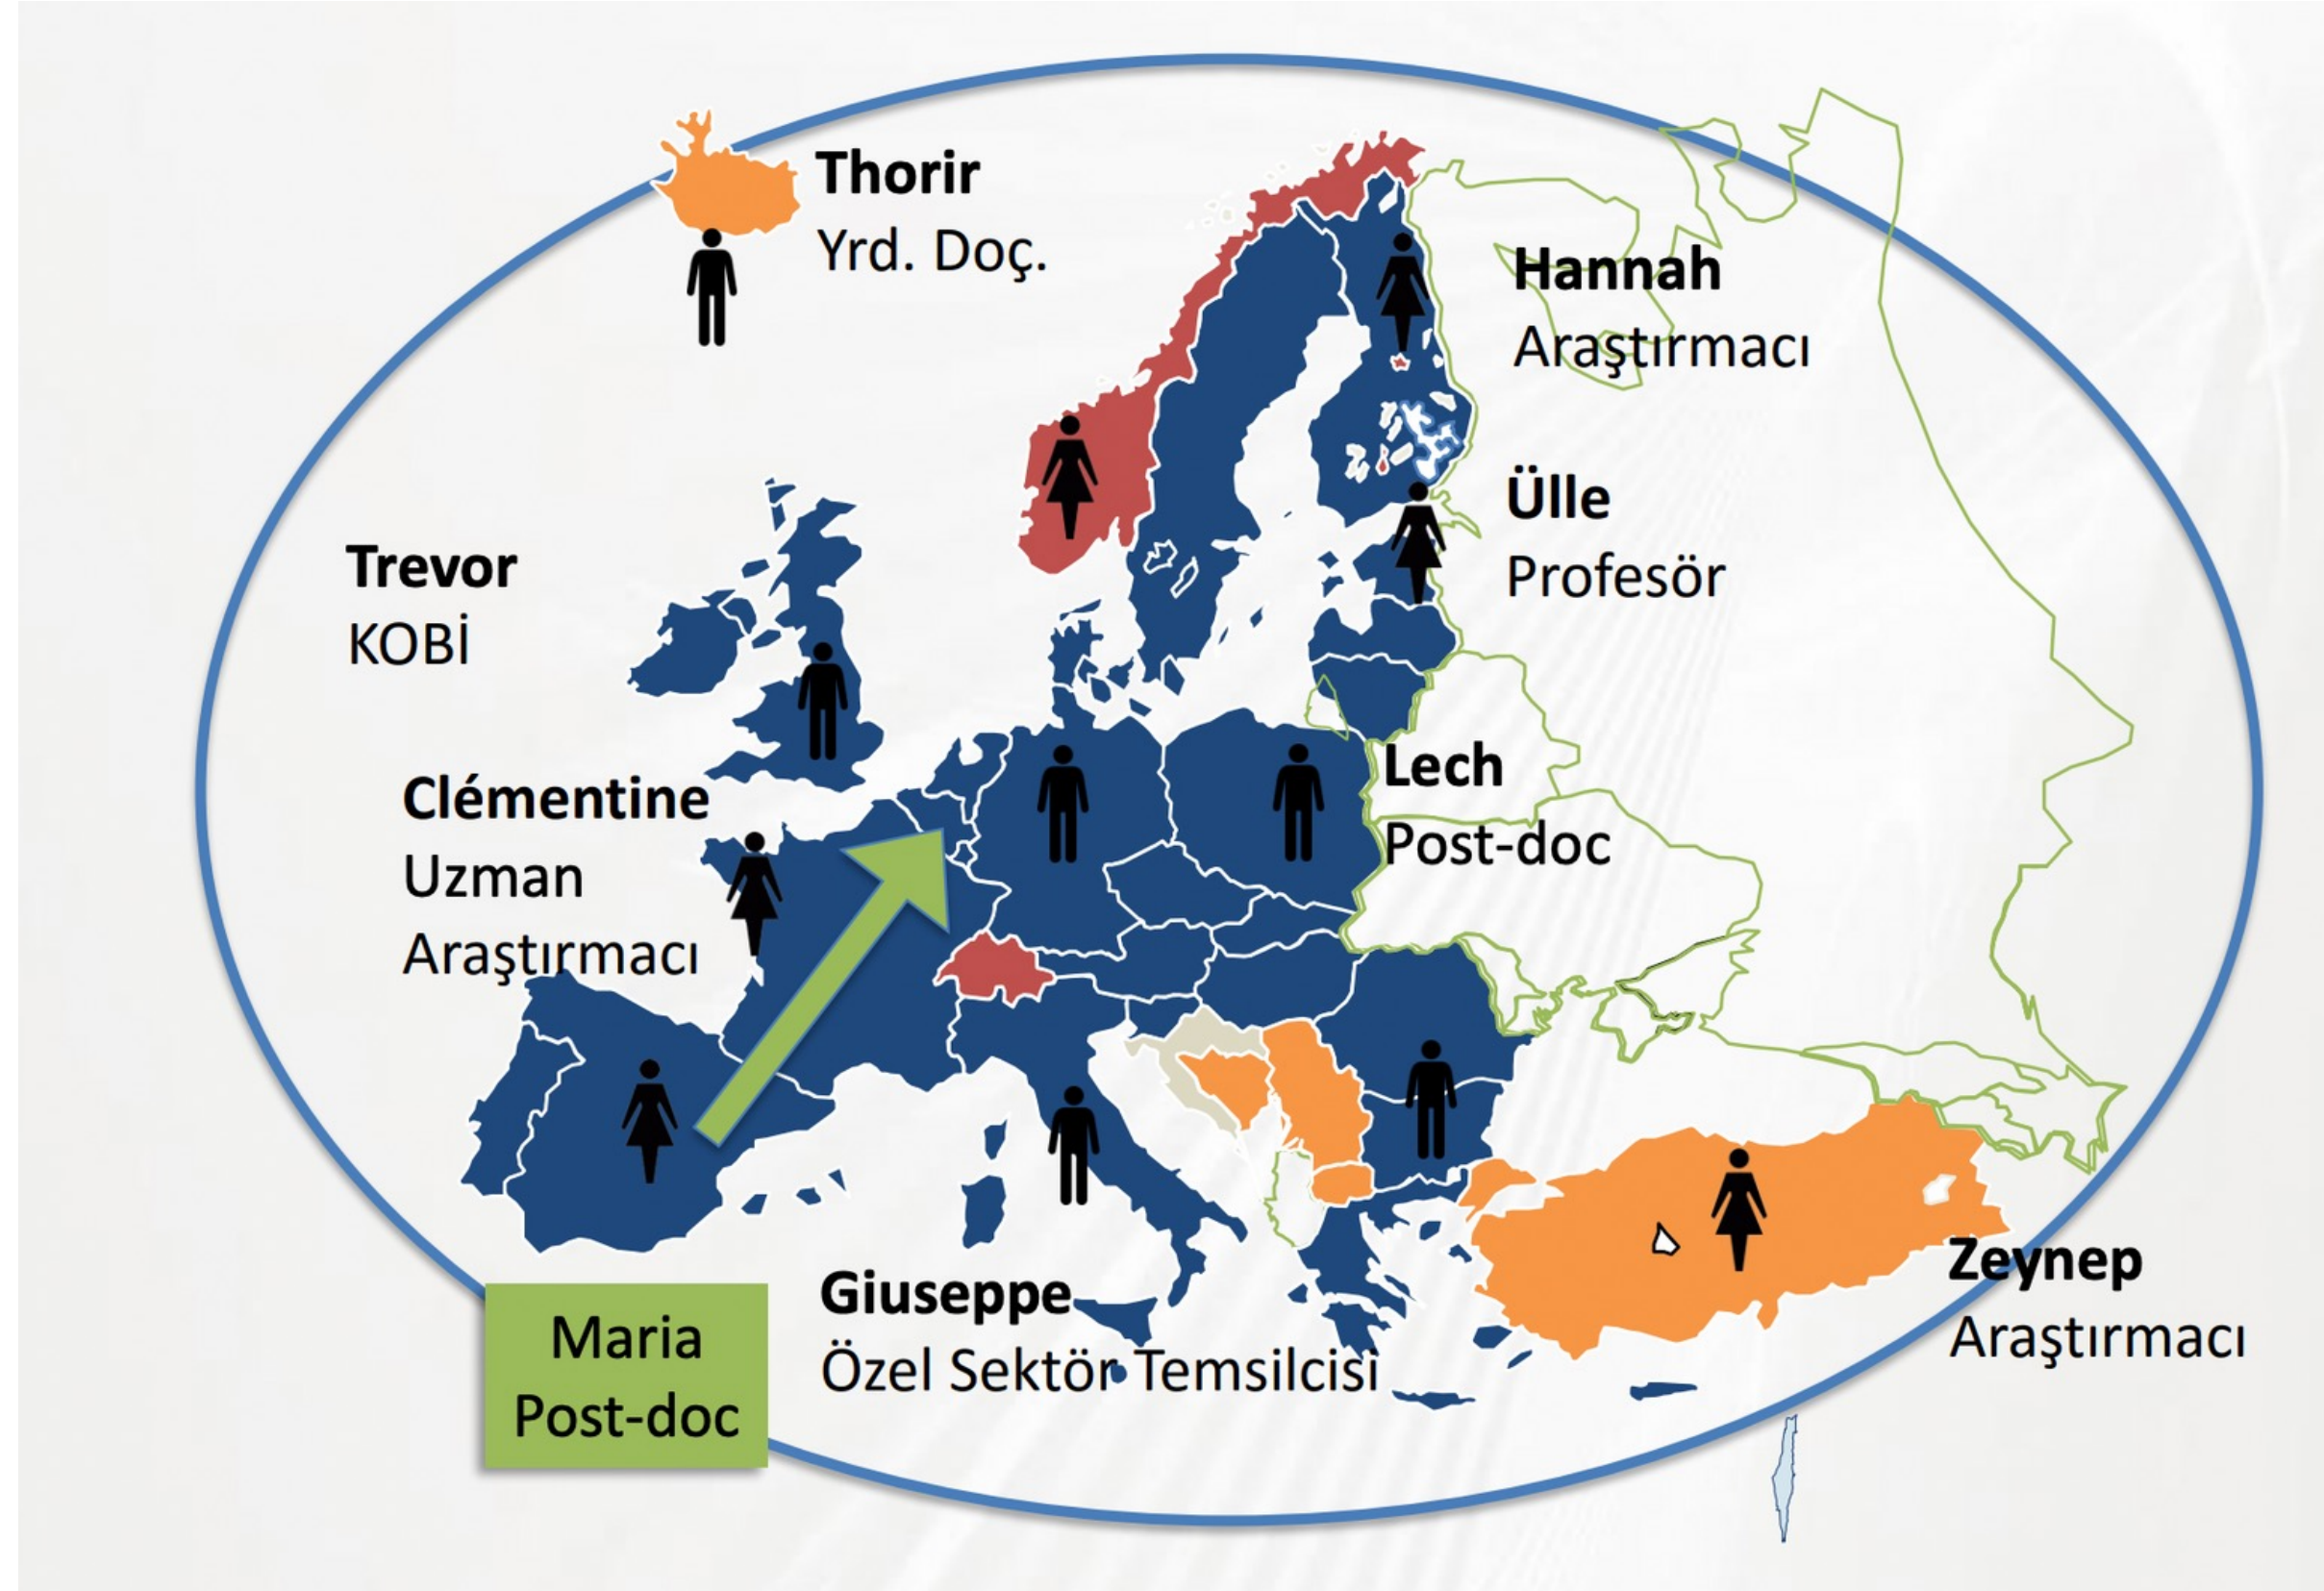 Thorir
Yrd. Doç.
Hannah
Araştırmacı
Ülle
Profesör
Trevor
KOBİ
Lech
Post-doc
Clémentine
Uzman
Araştırmacı
Zeynep
Araştırmacı
Giuseppe
Özel Sektör Temsilcisi
Maria
Post-doc